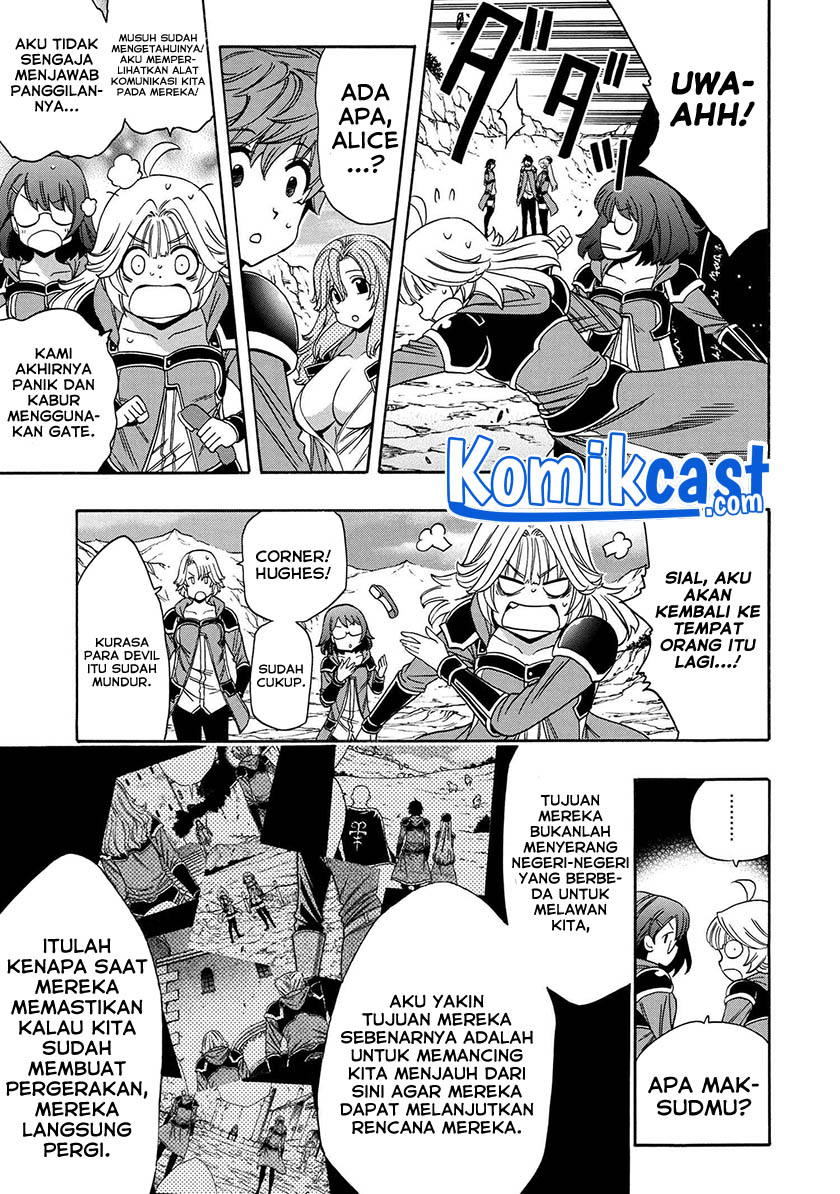 UWA-
AHH!
ダダダ
ADA
APA,
ALICE
...?
MUSUH SUDAH
MENGETAHUINYA!
AKU MEMPER-
LIHATKAN ALAT
KOMUNIKASI KITA
PADA MEREKA!
AKU TIDAK
SENGAJA
MENJAWAB
PANGGILAN-
NYA...
KAMI
AKHIRNYA
PANIK DAN
KABUR
MENGGUNA-
KAN GATE.
Komikcast
.com
SIAL, AKU
AKAN
KEMBALI KE
TEMPAT
ORANG ITU
LAGI...!
CORNER!
HUGHES!
SUDAH
CUKUP.
KURASA
PARA DEVIL
ITU SUDAH
MUNDUR.
........
APA MAK-
SUDMU?
TUJUAN
MEREKA
BUKANLAH
MENYERANG
NEGERI-NEGERI
YANG BERBE-
DA UNTUK
MELAWAN
KITA,
AKU YAKIN
TUJUAN MEREKA
SEBENARNYA ADALAH
UNTUK MEMANCING
KITA MENJAUH DARI
SINI AGAR MEREKA
DAPAT MELANJUTKAN
RENCANA MEREKA.
ITULAH
KENAPA SAAT
MEREKA
MEMASTIKAN
KALAU KITA
SUDAH
MEMBUAT
PERGERAKAN,
MEREKA
LANGSUNG
PERGI.